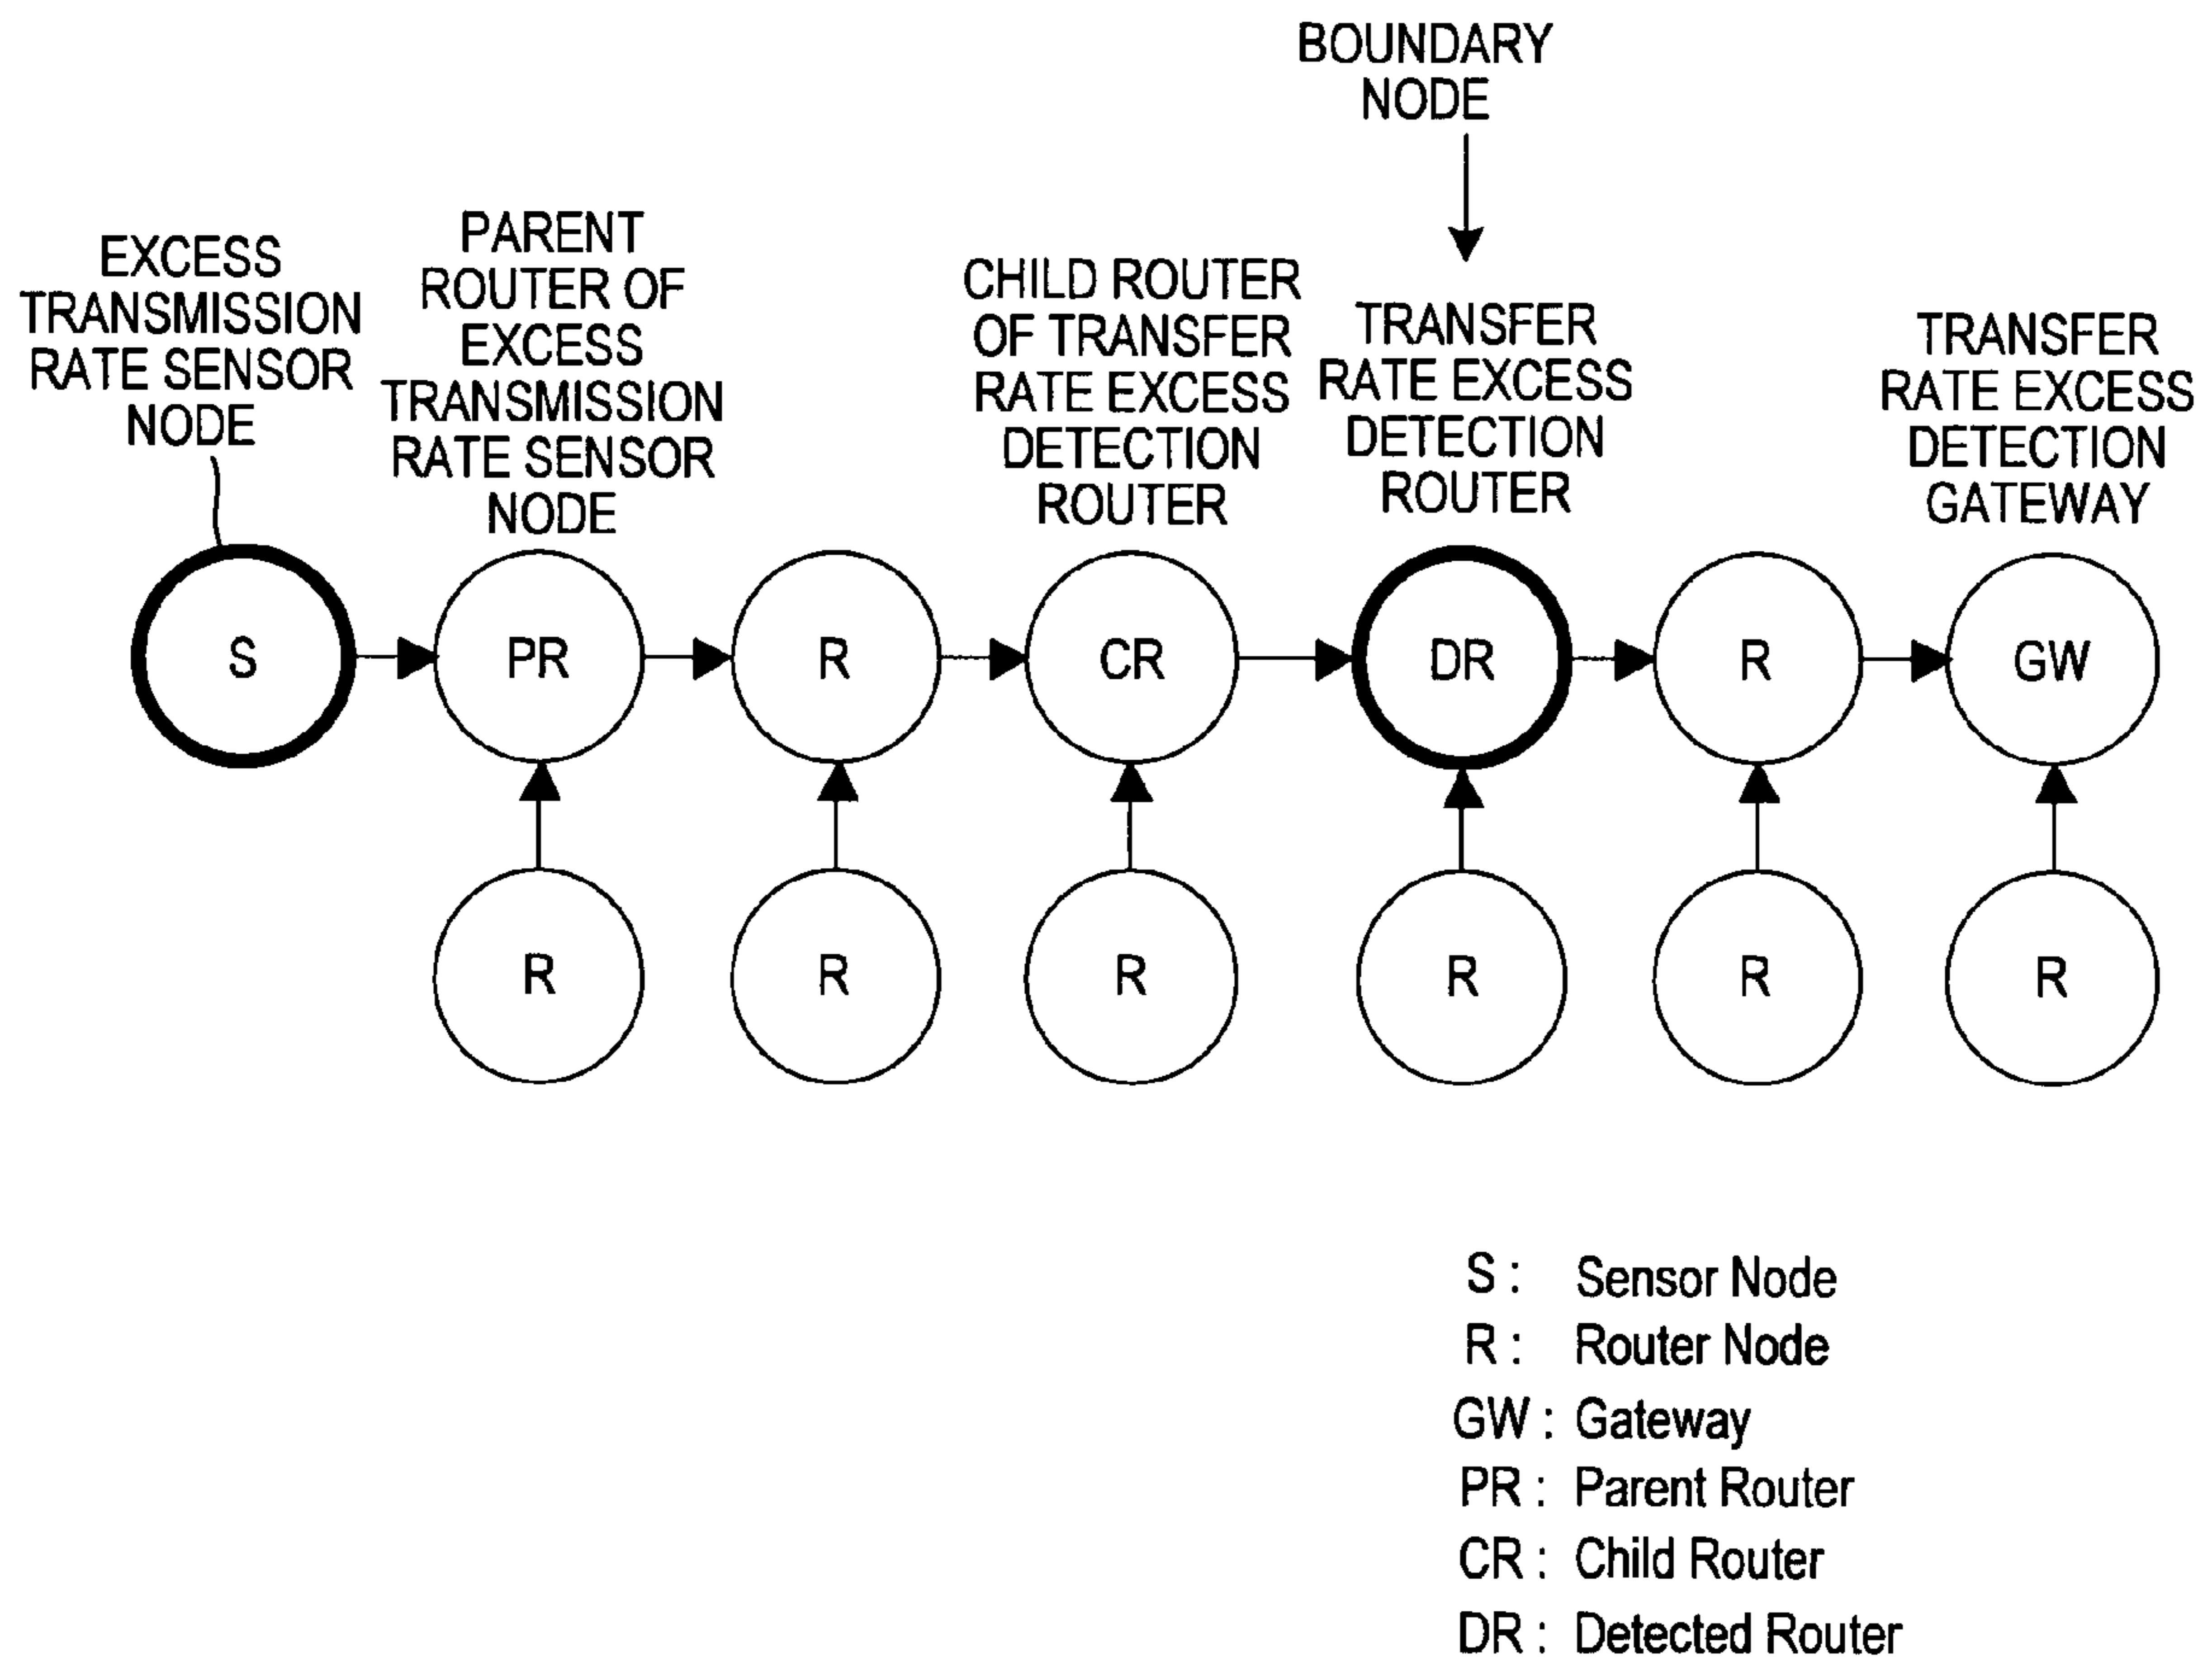 BOUNDARY
NODE
EXCESS
TRANSMISSION
RATE SENSOR
NODE
PARENT
ROUTER OF
EXCESS
TRANSMISSION
RATE SENSOR
NODE
CHILD ROUTER
OF TRANSFER
RATE EXCESS
DETECTION
ROUTER
TRANSFER
RATE EXCESS
DETECTION
ROUTER
TRANSFER
RATE EXCESS
DETECTION
GATEWAY
S PR R CR DR R GW
R R R R R R
S : Sensor Node
R : Router Node
GW : Gateway
PR : Parent Router
CR : Child Router
DR : Detected Router